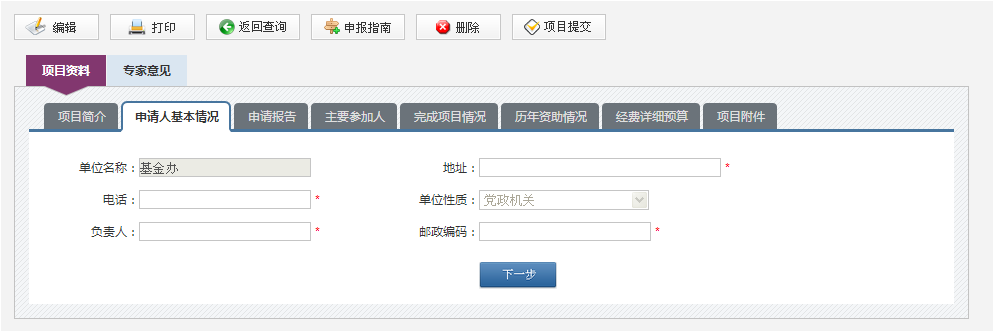 编辑 打印 返回查询 申报指南 删除 项目提交
项目资料 专家意见
项目简介 申请人基本情况 申请报告 主要参加人 完成项目情况 历年资助情况 经费详细预算 项目附件
单位名称： 基金办 地址： *
电话： * 单位性质： 党政机关
负责人： * 邮政编码： *
下一步